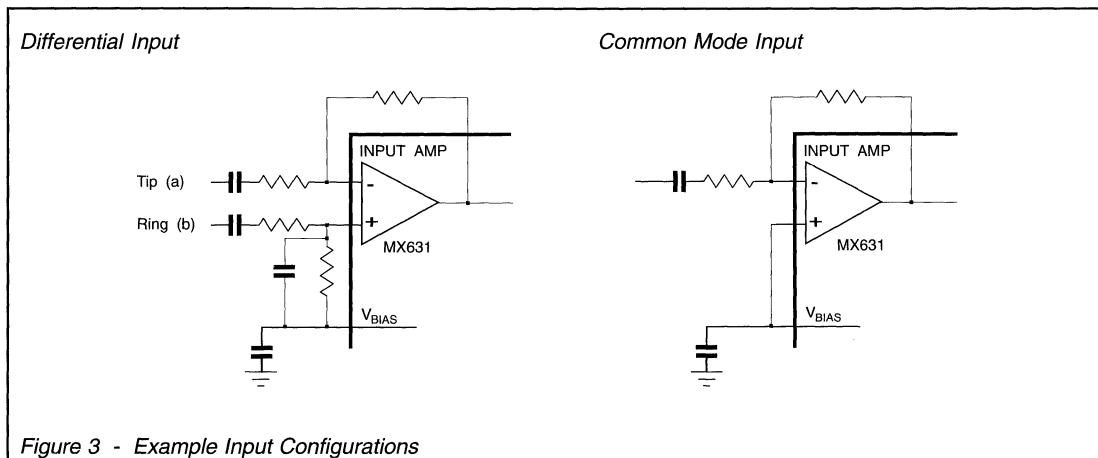 Differential Input
Common Mode Input
INPUT AMP
Tip (a)
-
Ring (b)
+
MX631
VBIAS
INPUT AMP
-
+
MX631
VBIAS
Figure 3 - Example Input Configurations